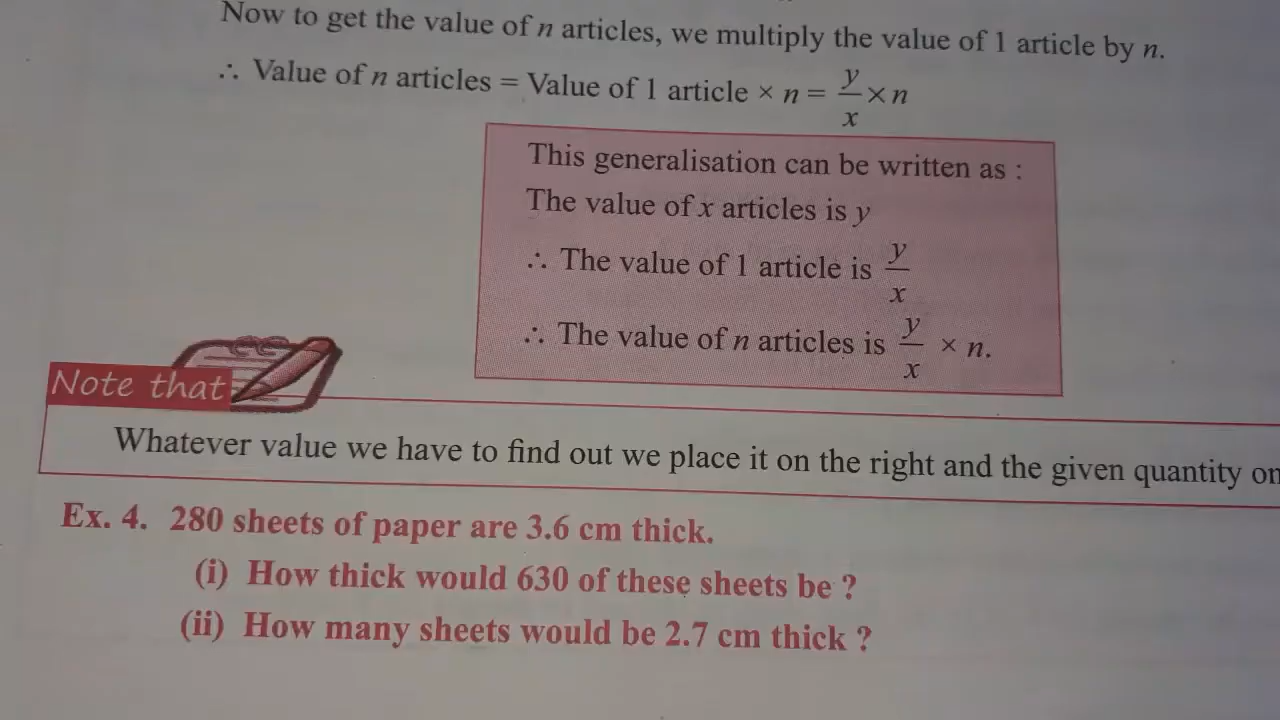 Now to get the value of n articles, we multiply the value of 1 article by n.
∴ Value of n articles = Value of 1 article × n = y/x × n
This generalisation can be written as :
The value of x articles is y
∴ The value of 1 article is y/x
∴ The value of n articles is y/x × n.
Note that
Whatever value we have to find out we place it on the right and the given quantity on
Ex. 4. 280 sheets of paper are 3.6 cm thick.
(i) How thick would 630 of these sheets be ?
(ii) How many sheets would be 2.7 cm thick ?